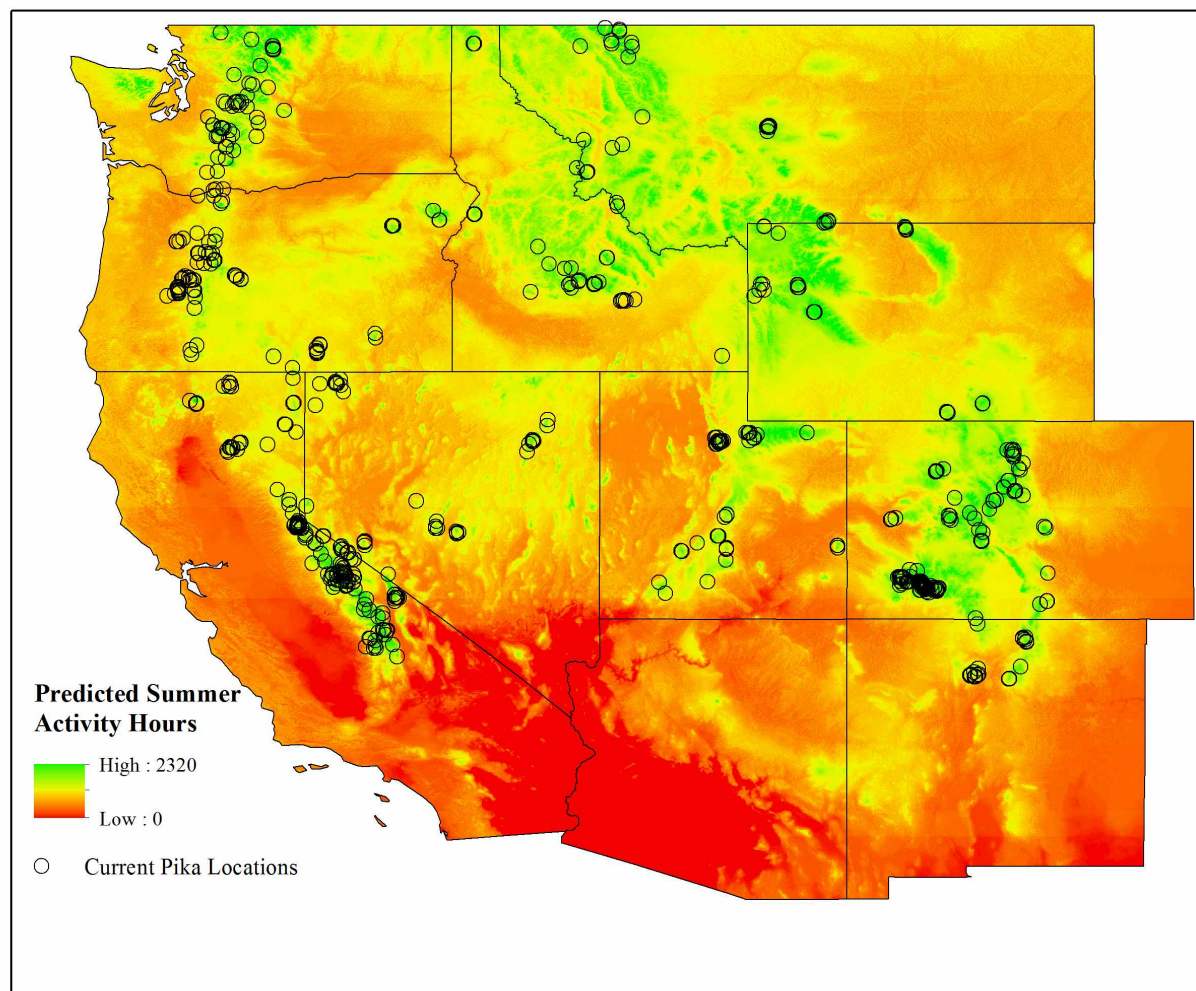 Predicted Summer
Activity Hours
High : 2320
Low : 0
Current Pika Locations